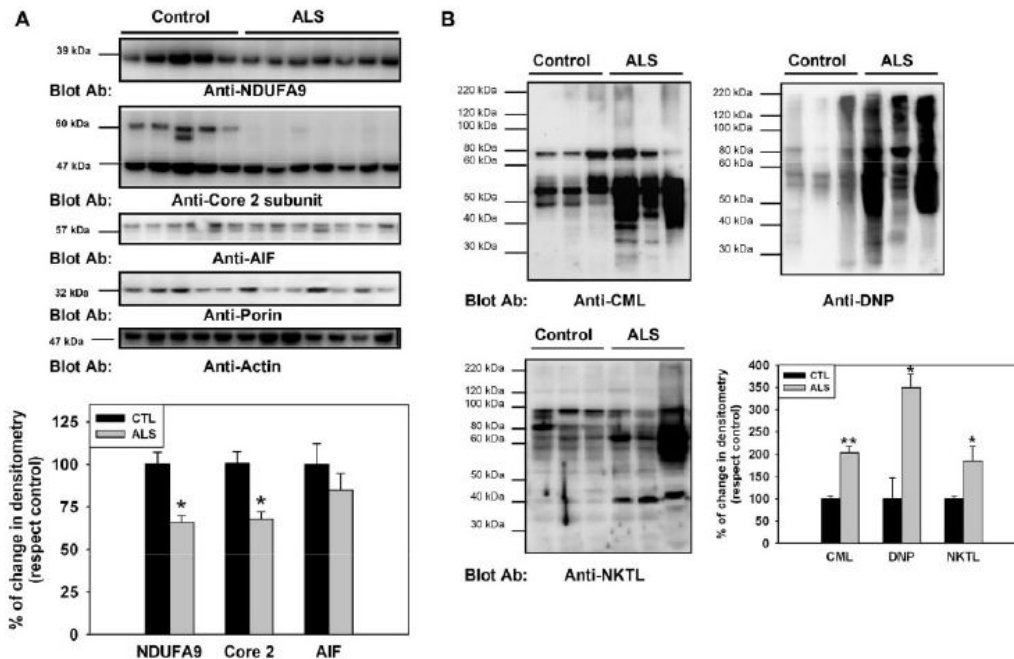 A
Control ALS
39 kDa
Blot Ab: Anti-NDUFA9
60 kDa
47 kDa
Blot Ab: Anti-Core 2 subunit
57 kDa
Blot Ab: Anti-AIF
32 kDa
Blot Ab: Anti-Porin
47 kDa
Blot Ab: Anti-Actin
% of change in densitometry
(respect control)
125
100
75
50
25
0
CTL
ALS
*
*
NDUFA9 Core 2 AIF
B
Control ALS
220 kDa
120 kDa
100 kDa
80 kDa
60 kDa
50 kDa
40 kDa
30 kDa
Blot Ab: Anti-CML
Control ALS
220 kDa
120 kDa
100 kDa
80 kDa
60 kDa
50 kDa
40 kDa
30 kDa
Anti-DNP
Control ALS
220 kDa
120 kDa
100 kDa
80 kDa
60 kDa
50 kDa
40 kDa
30 kDa
Blot Ab: Anti-NKTL
% of change in densitometry
(respect control)
400
350
300
250
200
150
100
50
0
CTL
ALS
**
*
*
CML DNP NKTL